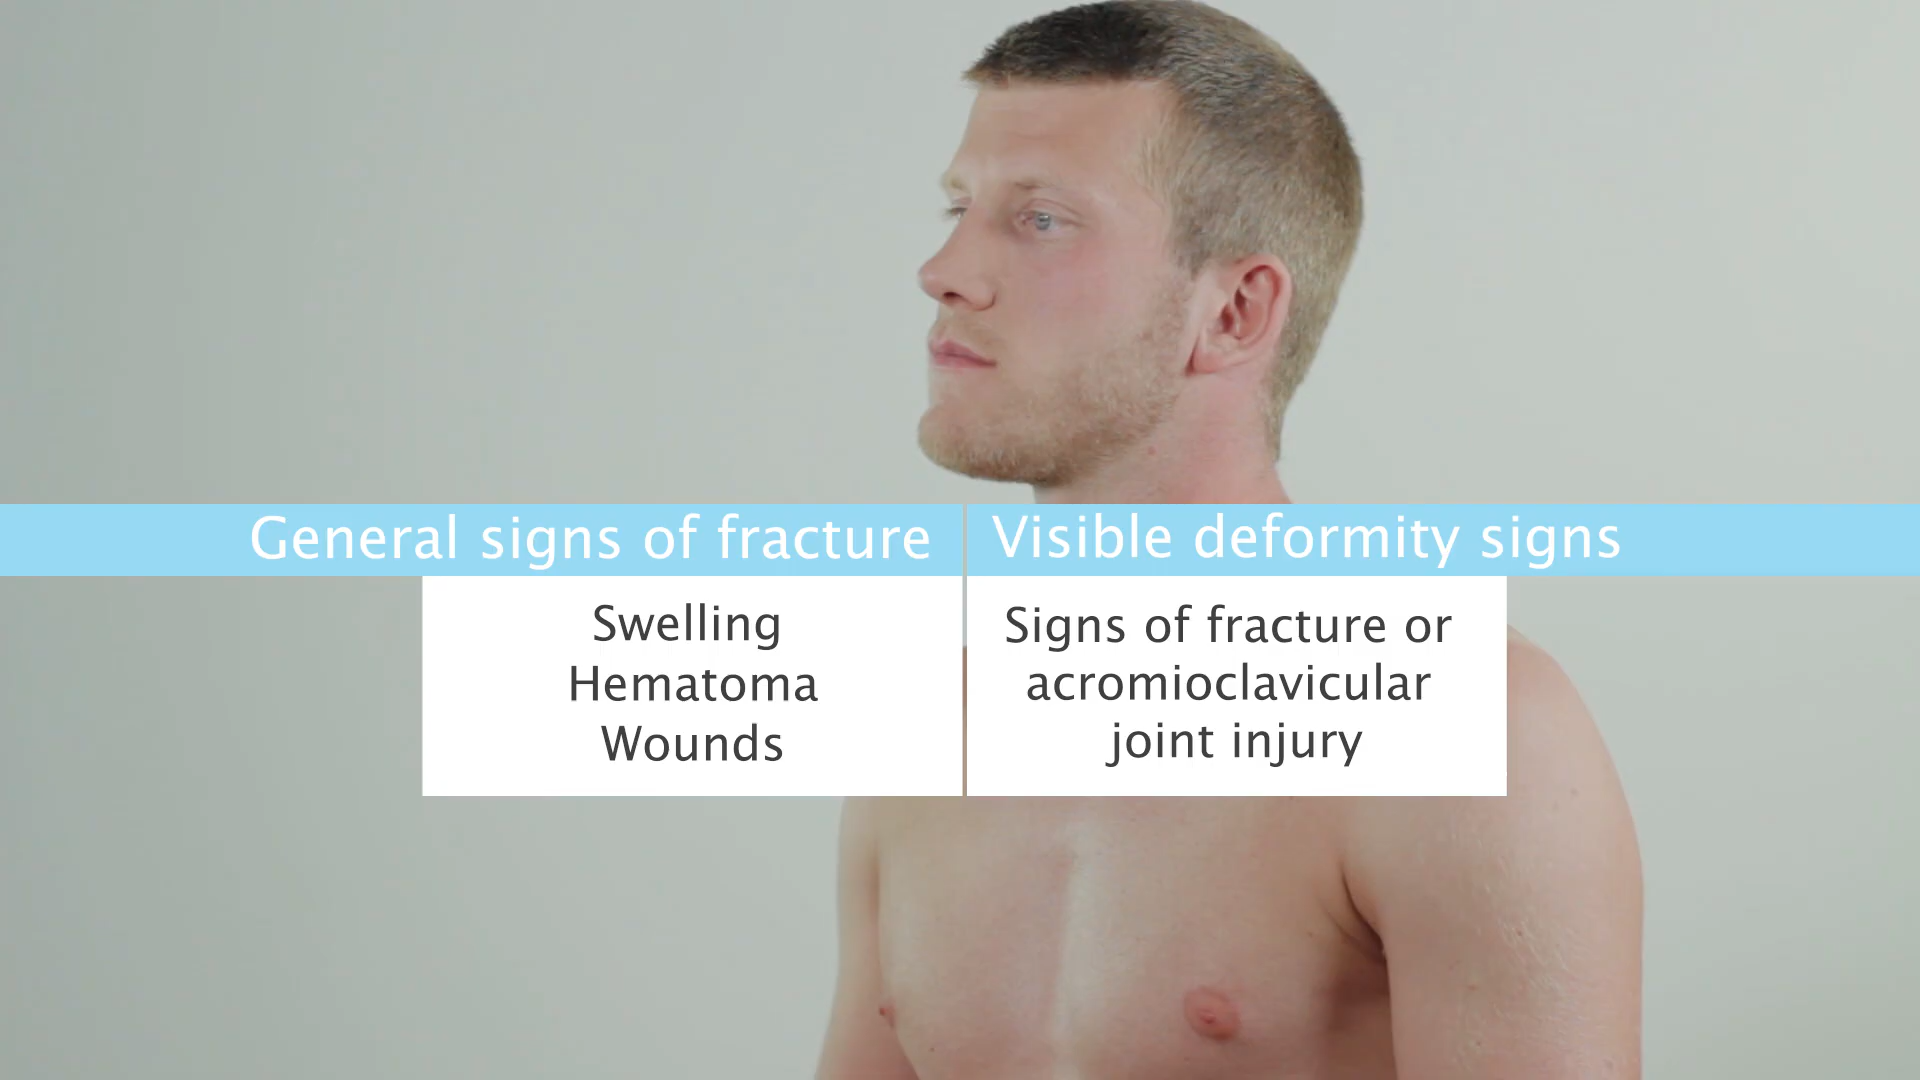 General signs of fracture
Swelling
Hematoma
Wounds
Visible deformity signs
Signs of fracture or
acromioclavicular
joint injury